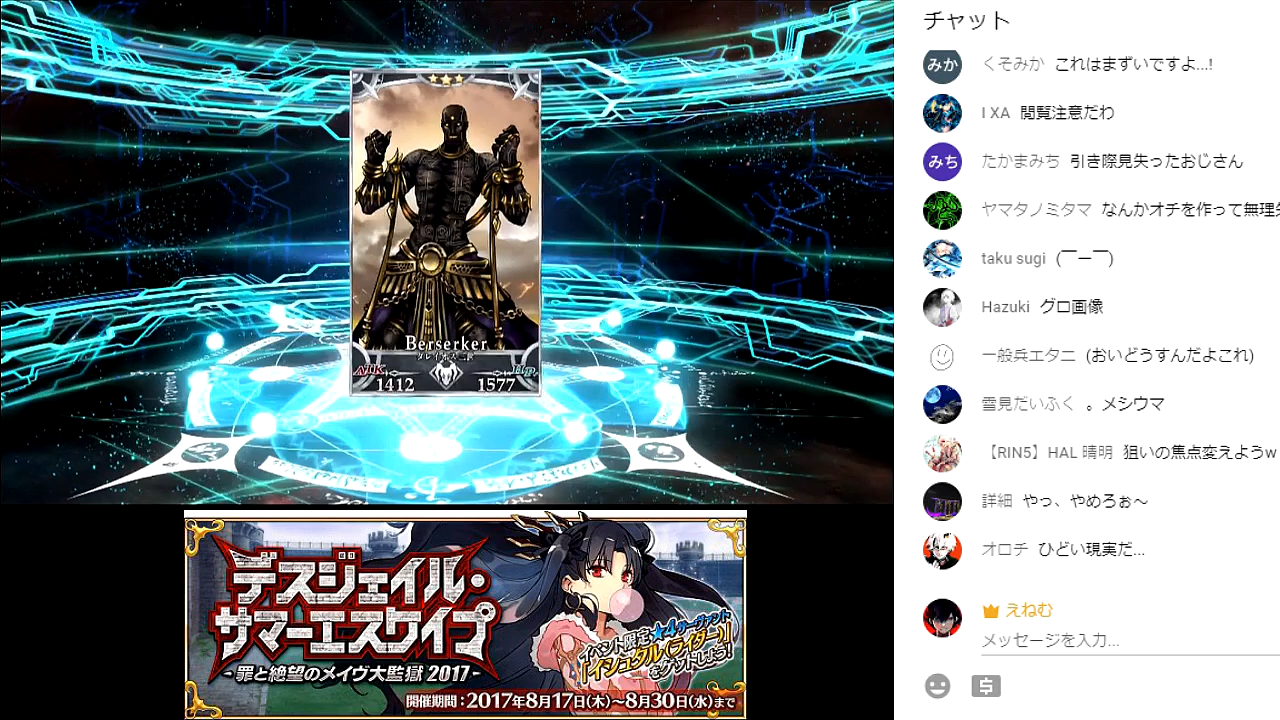 チャット
みか くそみか これはまずいですよ...!
I XA 閲覧注意だわ
みち たかまみち 引き際見失ったおじさん
ヤマタノミタマ なんかオチを作って無理矢
taku sugi (￣ー￣)
Hazuki グロ画像
一般兵エタニ (おいどうすんだよこれ)
雪見だいふく 。メシウマ
【RIN5】HAL 晴明 狙いの焦点変えようw
詳細 やっ、やめろぉ～
オロチ ひどい現実だ...
えねむ
メッセージを入力...
Berserker
ダレイオス三世
ATK 1412
HP 1577
デスジェイル・
サマーエスケイプ
-罪と絶望のメイヴ大監獄 2017-
イベント限定★4サーヴァント
「イシュタル(ライダー)」
をゲットしよう!
開催期間：2017年8月17日(木)～8月30日(水)まで